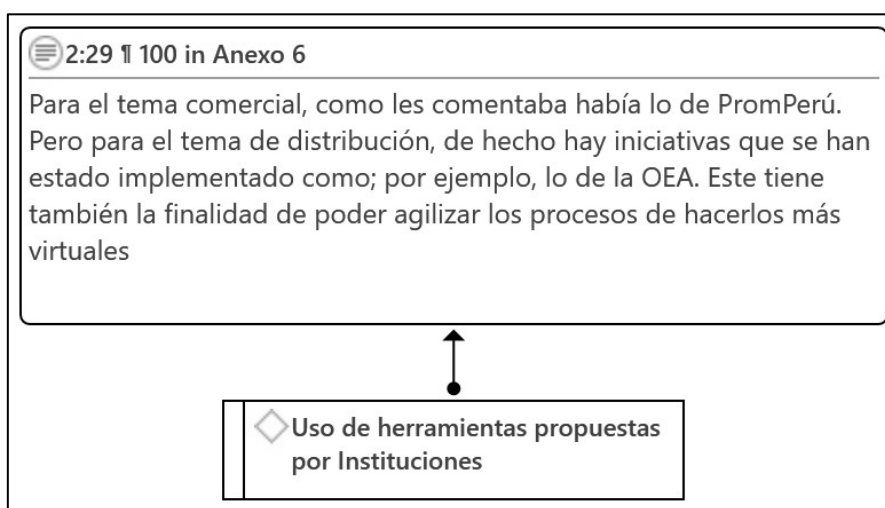 2:29 ¶ 100 in Anexo 6
Para el tema comercial, como les comentaba había lo de PromPerú.
Pero para el tema de distribución, de hecho hay iniciativas que se han
estado implementado como; por ejemplo, lo de la OEA. Este tiene
también la finalidad de poder agilizar los procesos de hacerlos más
virtuales
Uso de herramientas propuestas
por Instituciones